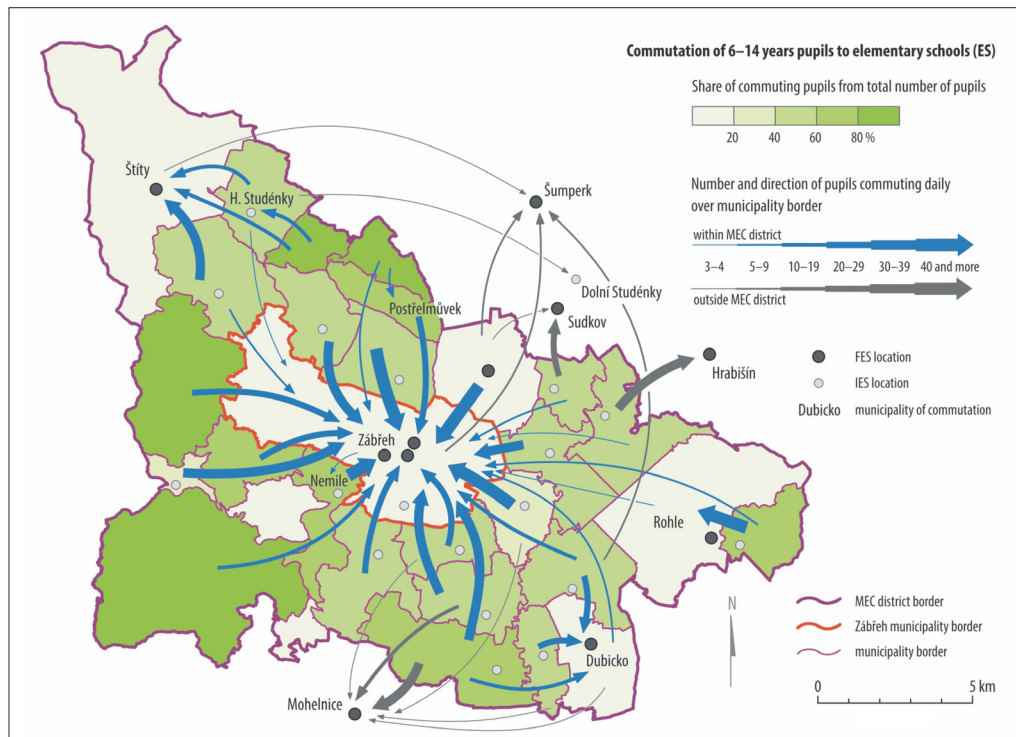 Commutation of 6–14 years pupils to elementary schools (ES)
Share of commuting pupils from total number of pupils
20 40 60 80 %
Number and direction of pupils commuting daily
over municipality border
within MEC district
3–4 5–9 10–19 20–29 30–39 40 and more
outside MEC district
FES location
IES location
Dubicko municipality of commutation
MEC district border
Zábřeh municipality border
municipality border
N
0 5 km
Štíty
H. Studénky
Šumperk
Dolní Studénky
Postřelmůvek
Sudkov
Hrabišín
Zábřeh
Nemile
Rohle
Dubicko
Mohelnice